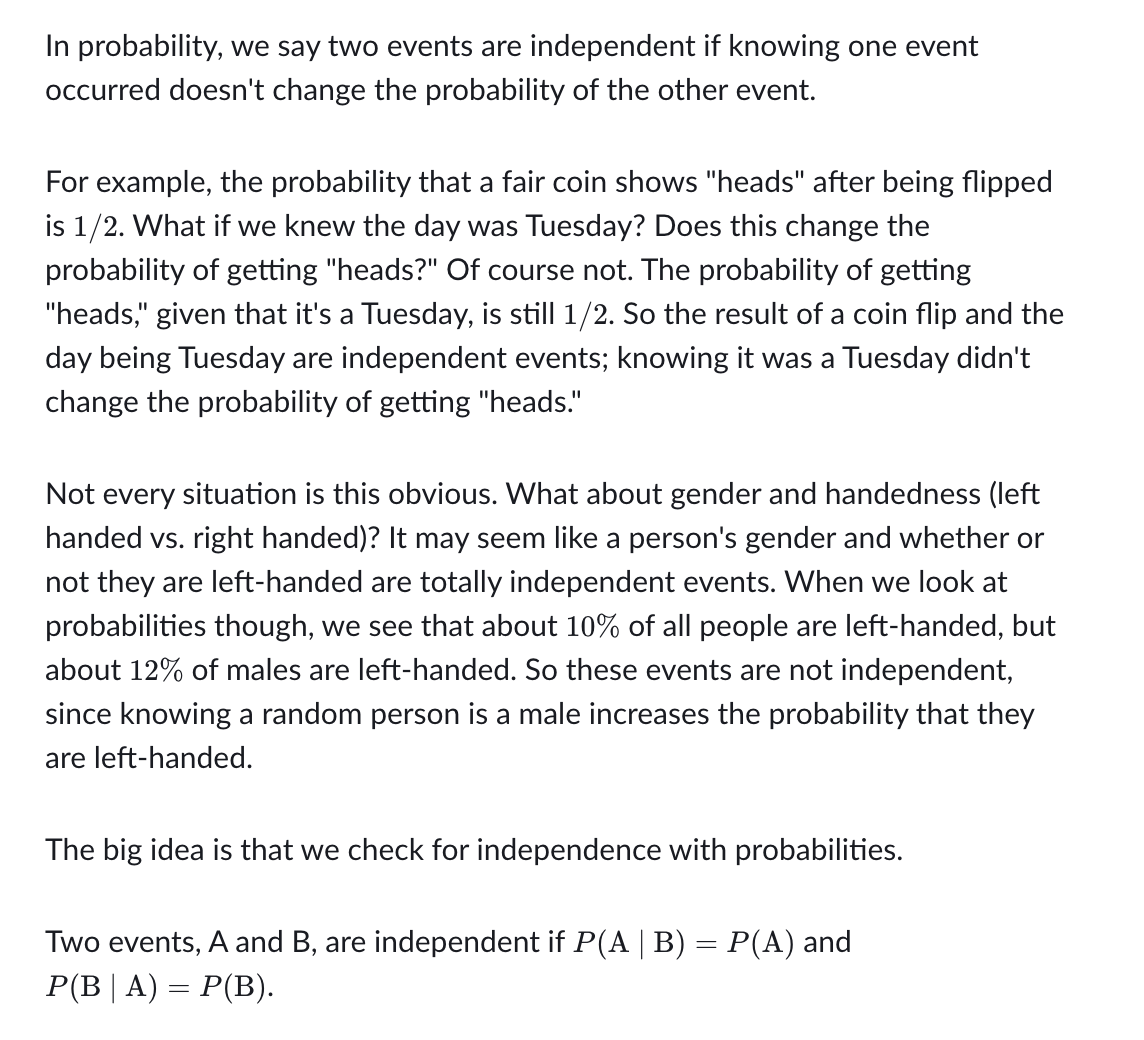 In probability, we say two events are independent if knowing one event
occurred doesn't change the probability of the other event.
For example, the probability that a fair coin shows "heads" after being flipped
is 1/2. What if we knew the day was Tuesday? Does this change the
probability of getting "heads?" Of course not. The probability of getting
"heads," given that it's a Tuesday, is still 1/2. So the result of a coin flip and the
day being Tuesday are independent events; knowing it was a Tuesday didn't
change the probability of getting "heads."
Not every situation is this obvious. What about gender and handedness (left
handed vs. right handed)? It may seem like a person's gender and whether or
not they are left-handed are totally independent events. When we look at
probabilities though, we see that about 10% of all people are left-handed, but
about 12% of males are left-handed. So these events are not independent,
since knowing a random person is a male increases the probability that they
are left-handed.
The big idea is that we check for independence with probabilities.
Two events, A and B, are independent if P(A | B) = P(A) and
P(B | A) = P(B).